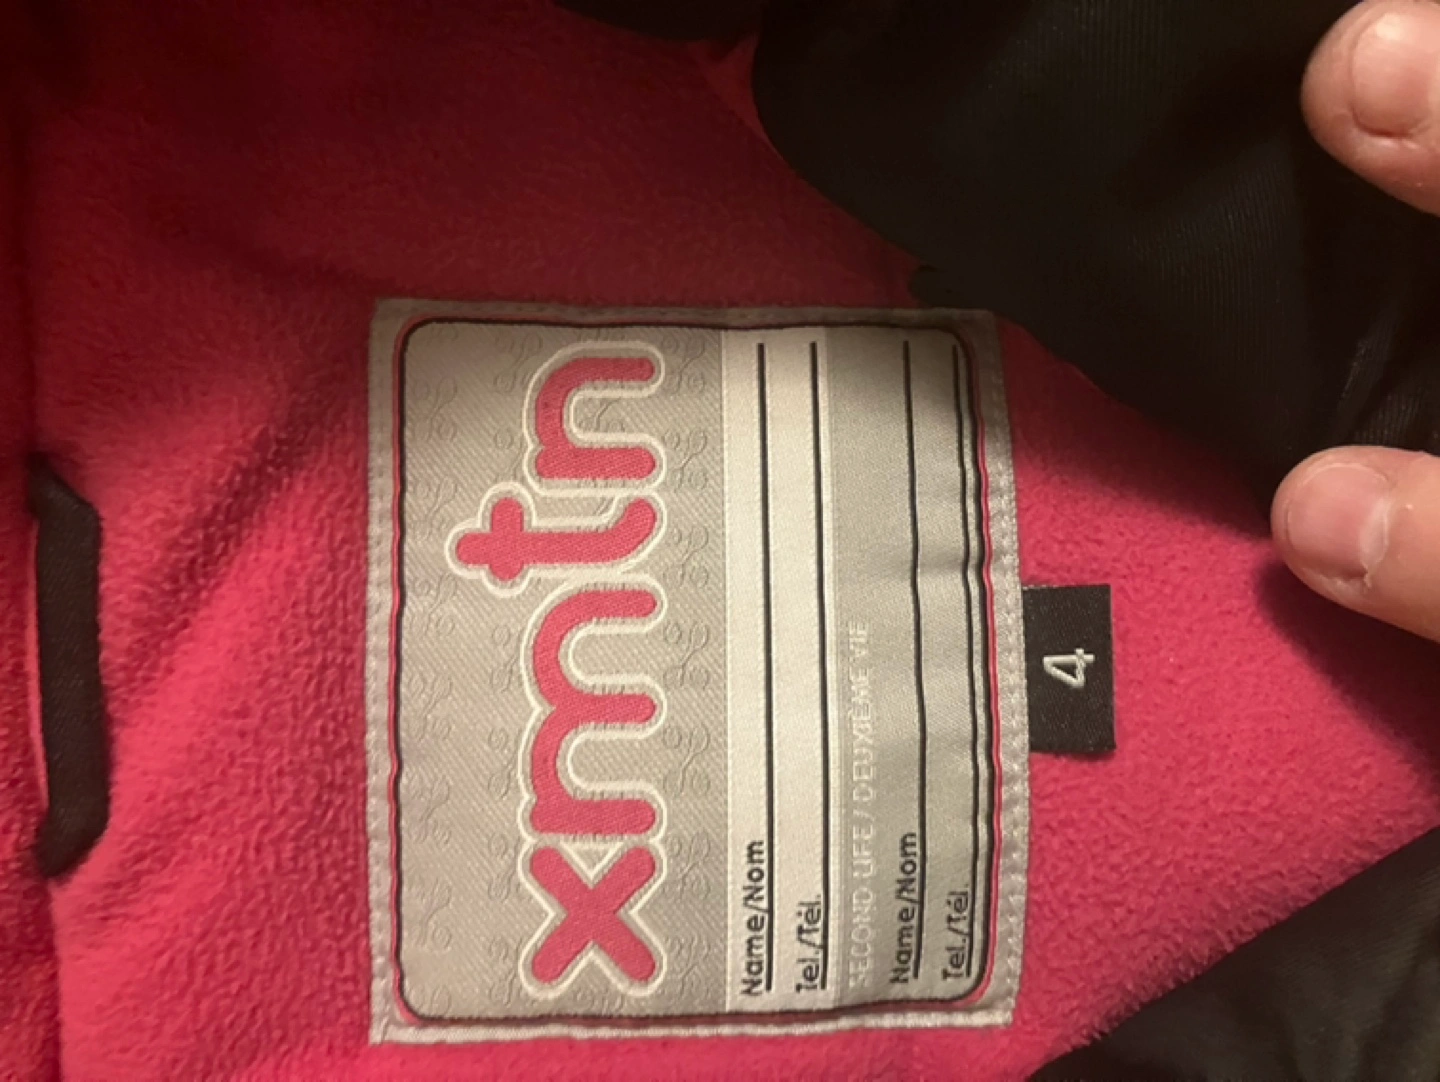 xmtn
Name/Nom
Tel./Tél.
SECOND LIFE / DEUXIÈME VIE
Name/Nom
Tel./Tél.
4